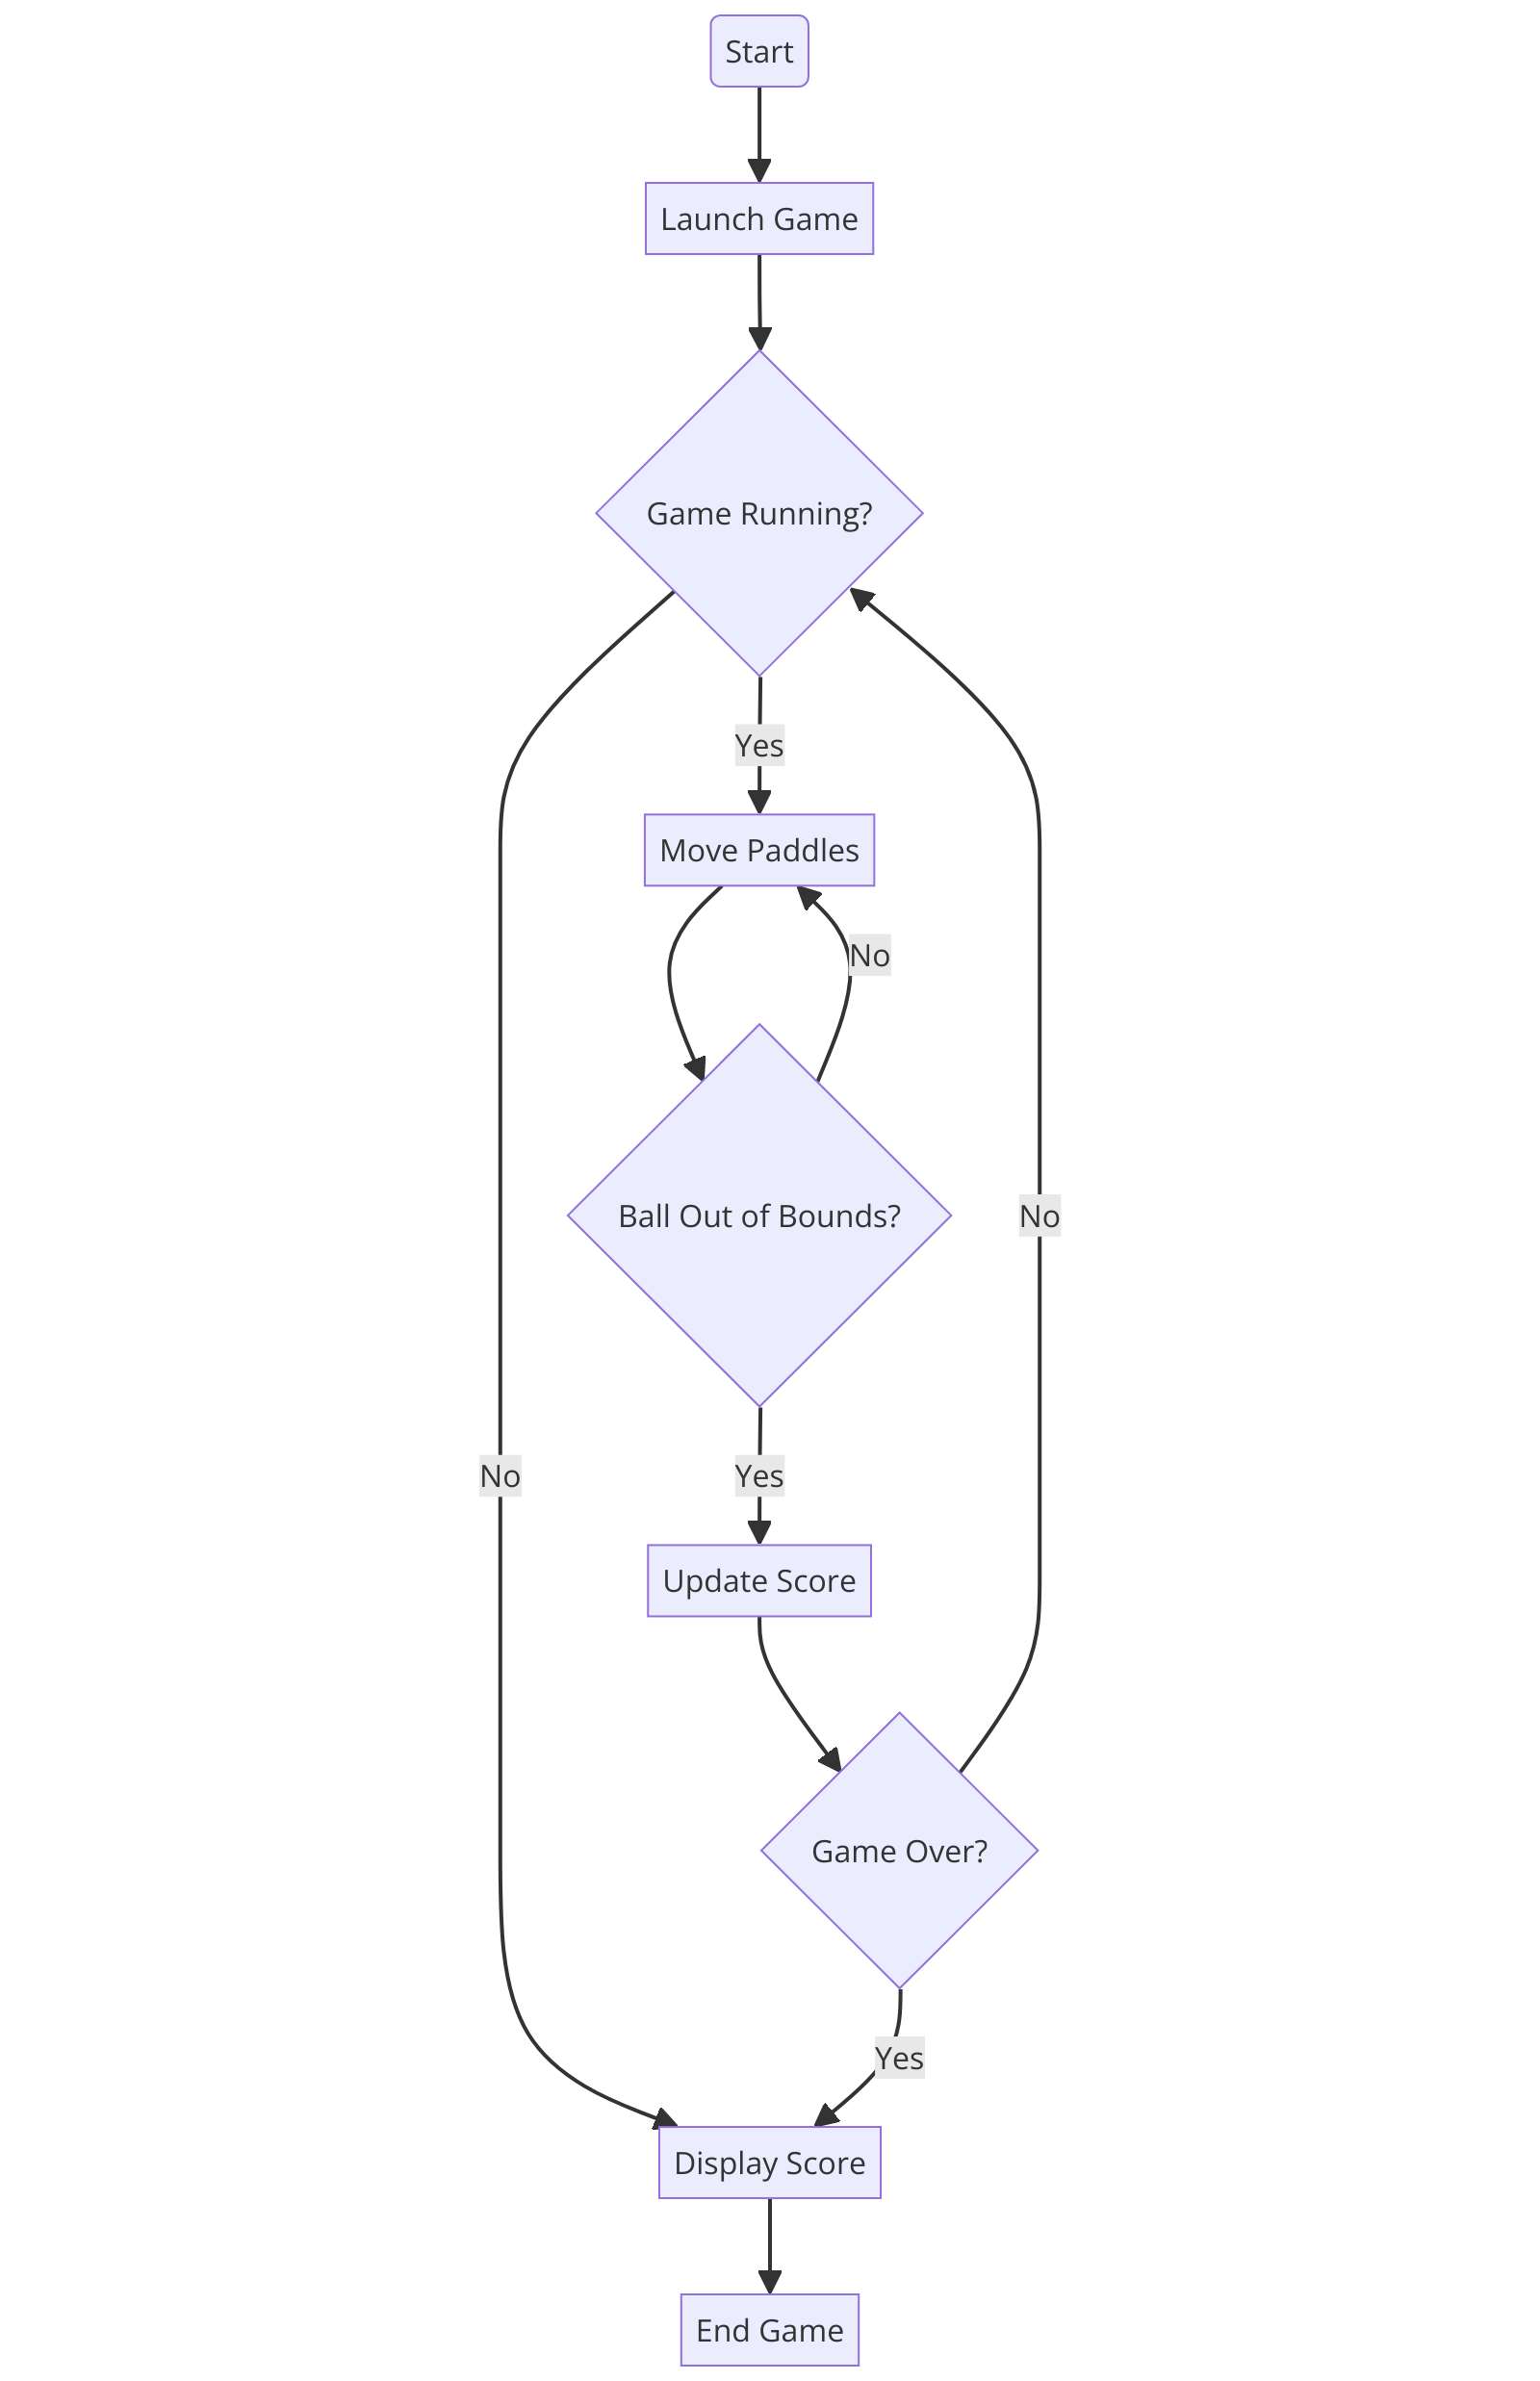 Start
Launch Game
Game Running?
Yes
Move Paddles
No
Ball Out of Bounds?
No
Yes
No
Update Score
Game Over?
Yes
Display Score
End Game